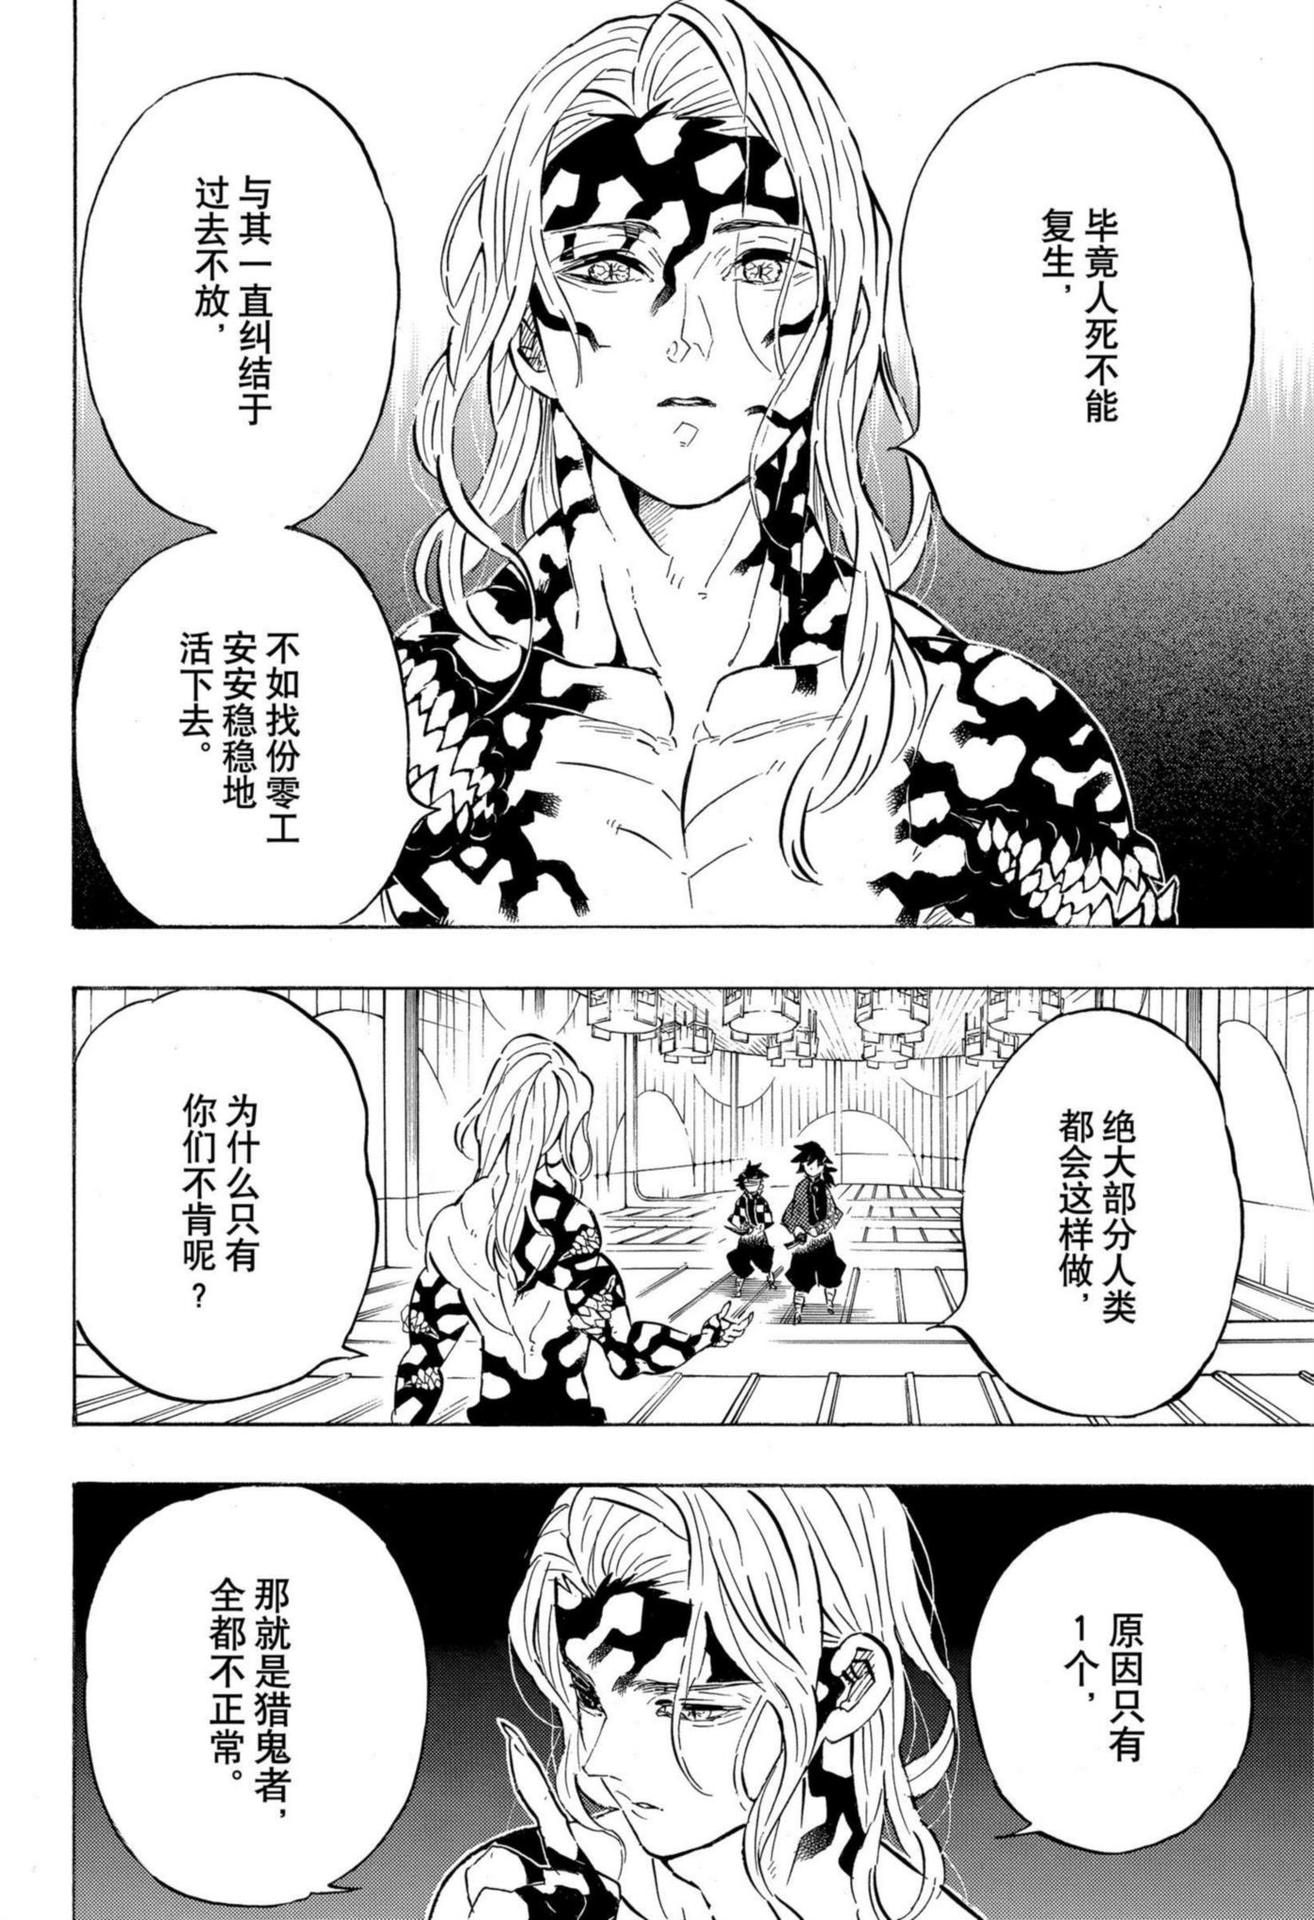 毕竟人死不能
复生，
与其一直纠结于
过去不放，
不如找份零工
安安稳稳地
活下去。
绝大部分人类
都会这样做，
为什么只有
你们不肯呢？
原因只有
1个，
那就是猎鬼者，
全都不正常。